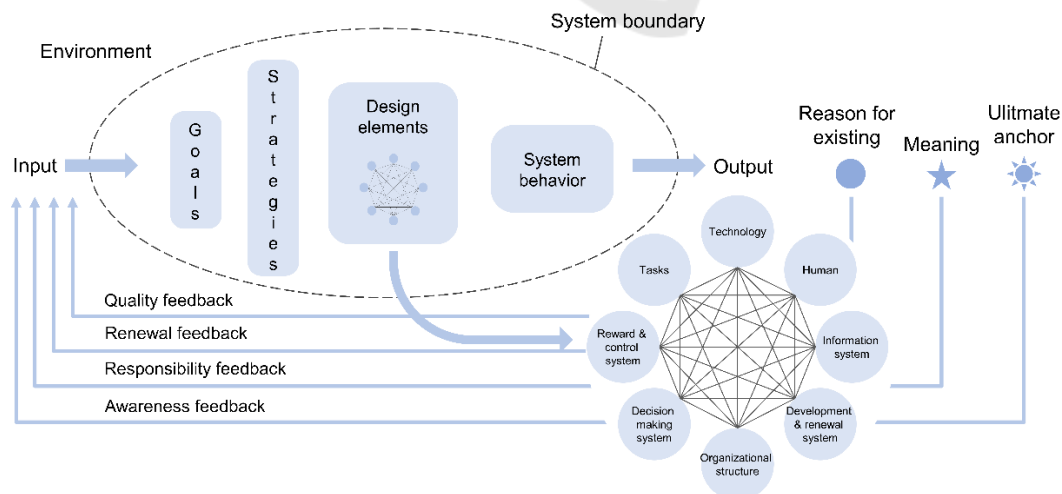 System boundary
Environment
Goals
Strategies
Design
elements
System
behavior
Input
Output
Reason for
existing
Meaning
Ulitmate
anchor
Technology
Tasks
Human
Reward &
control
system
Information
system
Decision
making
system
Development
& renewal
system
Organizational
structure
Quality feedback
Renewal feedback
Responsibility feedback
Awareness feedback